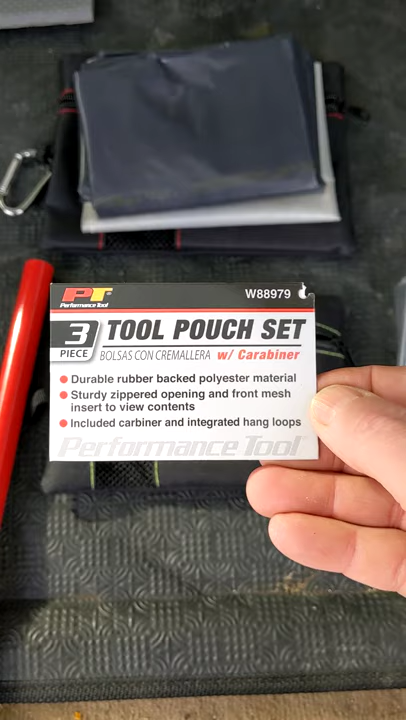 PT
Performance Tool
W88979
3
PIECE
TOOL POUCH SET
BOLSAS CON CREMALLERA w/ Carabiner
Durable rubber backed polyester material
Sturdy zippered opening and front mesh
insert to view contents
Included carbiner and integrated hang loops
Performance Tool